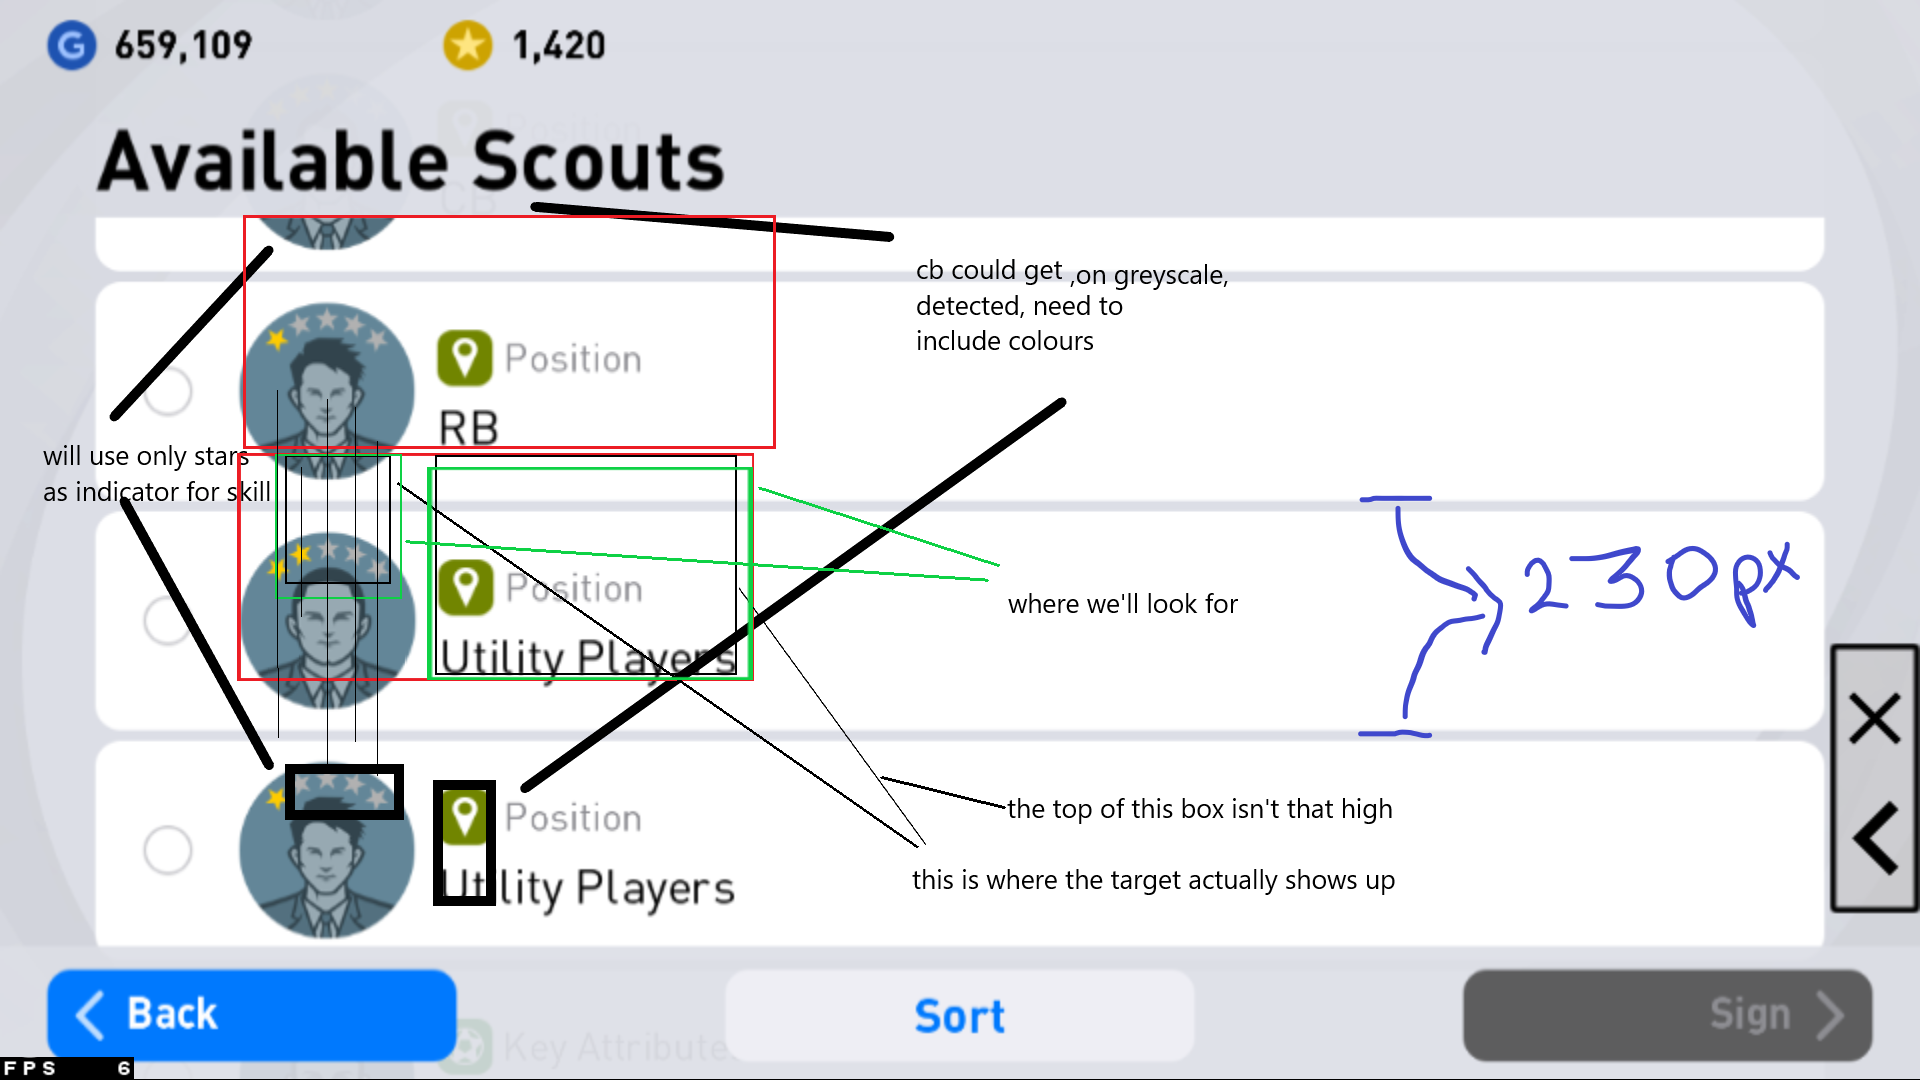 659,109
1,420
Position
Available Scouts
CB
cb could get ,on greyscale,
detected, need to
include colours
Position
RB
will use only stars
as indicator for skill
230px
Position
where we'll look for
Utility Players
the top of this box isn't that high
Position
Utility Players
this is where the target actually shows up
Back
Sort
Sign
Key Attribute
FPS 6